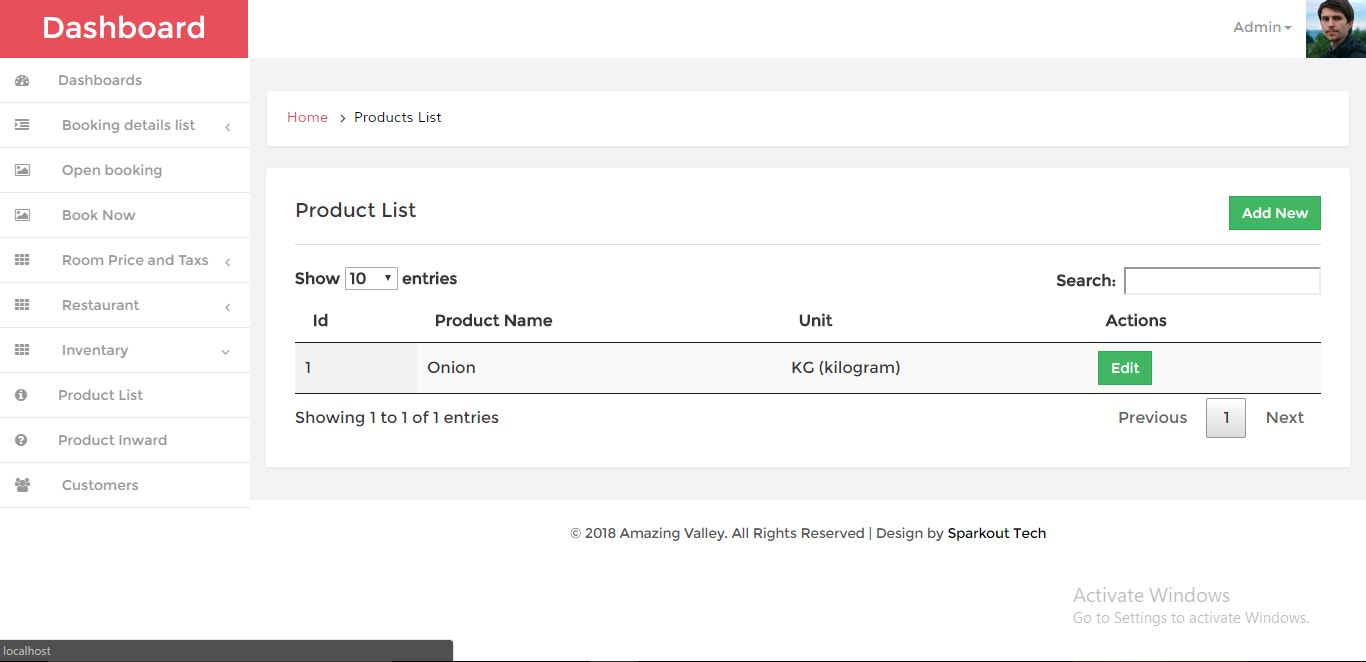 Dashboard
Admin
Dashboards
Booking details list
Open booking
Book Now
Room Price and Taxs
Restaurant
Inventory
Product List
Product Inward
Customers
Home > Products List
Product List
Add New
Show 10 entries
Search:
Id Product Name Unit Actions
1 Onion KG (kilogram) Edit
Showing 1 to 1 of 1 entries
Previous 1 Next
© 2018 Amazing Valley. All Rights Reserved | Design by Sparkout Tech
Activate Windows
Go to Settings to activate Windows.
localhost